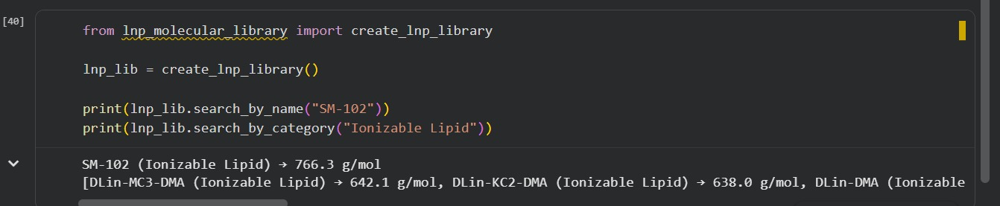 [40]
from lnp_molecular_library import create_lnp_library
lnp_lib = create_lnp_library()
print(lnp_lib.search_by_name("SM-102"))
print(lnp_lib.search_by_category("Ionizable Lipid"))
SM-102 (Ionizable Lipid) → 766.3 g/mol
[DLin-MC3-DMA (Ionizable Lipid) → 642.1 g/mol, DLin-KC2-DMA (Ionizable Lipid) → 638.0 g/mol, DLin-DMA (Ionizable